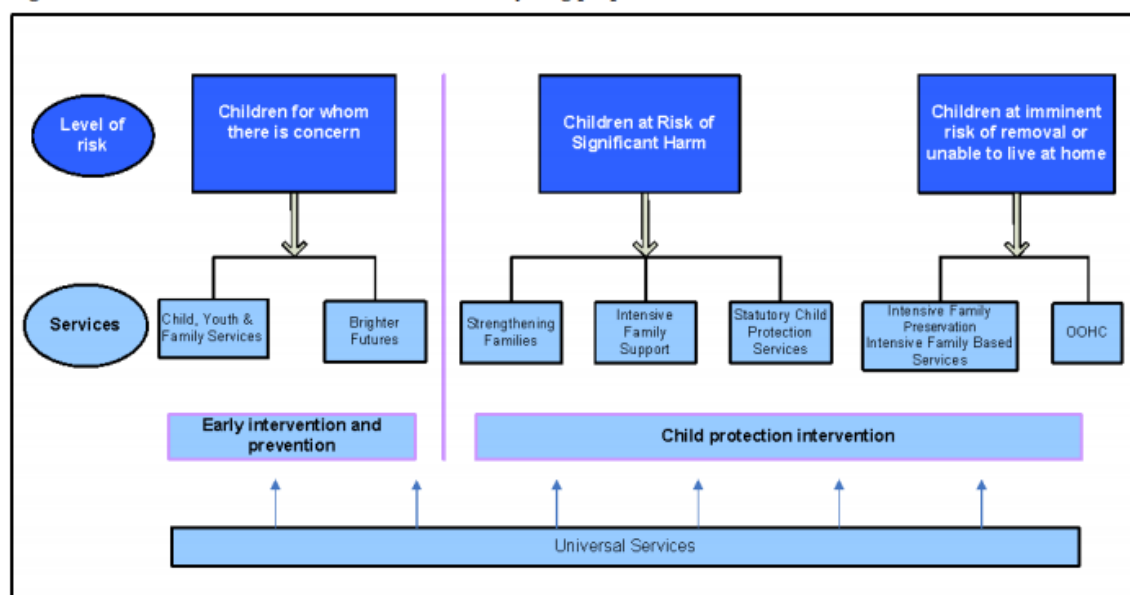 Level of
risk
Children for whom
there is concern
Children at Risk of
Significant Harm
Children at imminent
risk of removal or
unable to live at home
Services
Child, Youth &
Family Services
Brighter
Futures
Strengthening
Families
Intensive
Family
Support
Statutory Child
Protection
Services
Intensive Family
Preservation
Intensive Family Based
Services
OOHC
Early intervention and
prevention
Child protection intervention
Universal Services